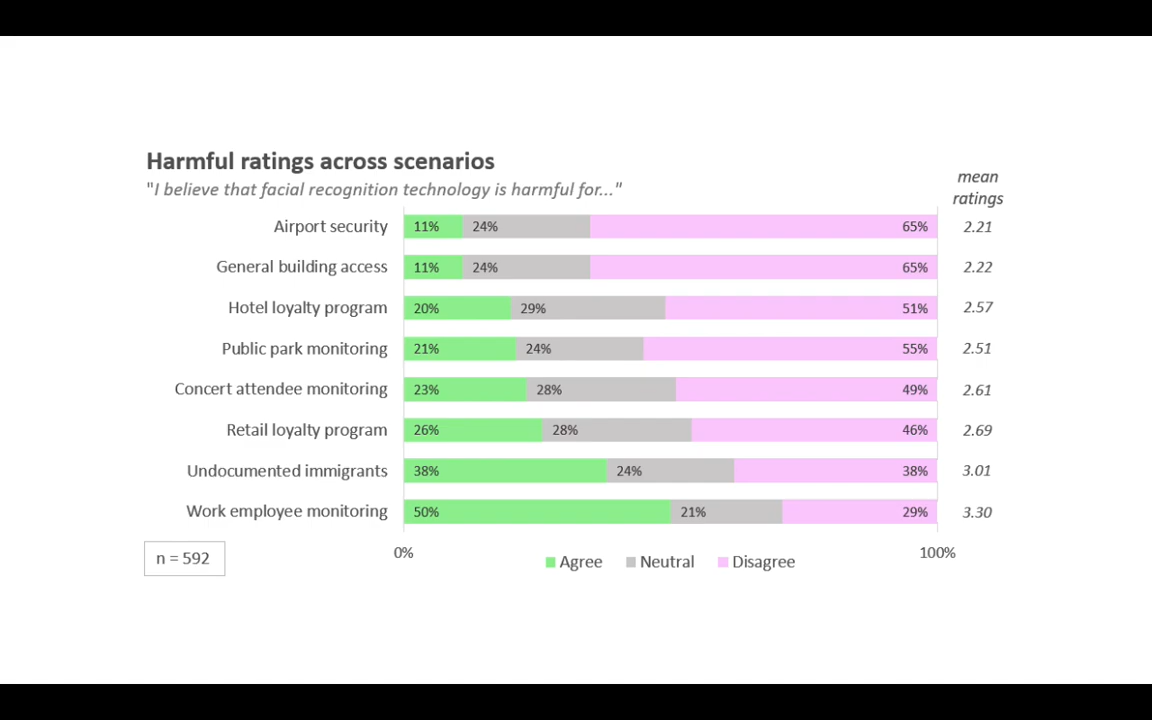 Harmful ratings across scenarios
"I believe that facial recognition technology is harmful for..."
mean
ratings
Airport security 11% 24% 65% 2.21
General building access 11% 24% 65% 2.22
Hotel loyalty program 20% 29% 51% 2.57
Public park monitoring 21% 24% 55% 2.51
Concert attendee monitoring 23% 28% 49% 2.61
Retail loyalty program 26% 28% 46% 2.69
Undocumented immigrants 38% 24% 38% 3.01
Work employee monitoring 50% 21% 29% 3.30
0% 100%
n = 592
Agree Neutral Disagree